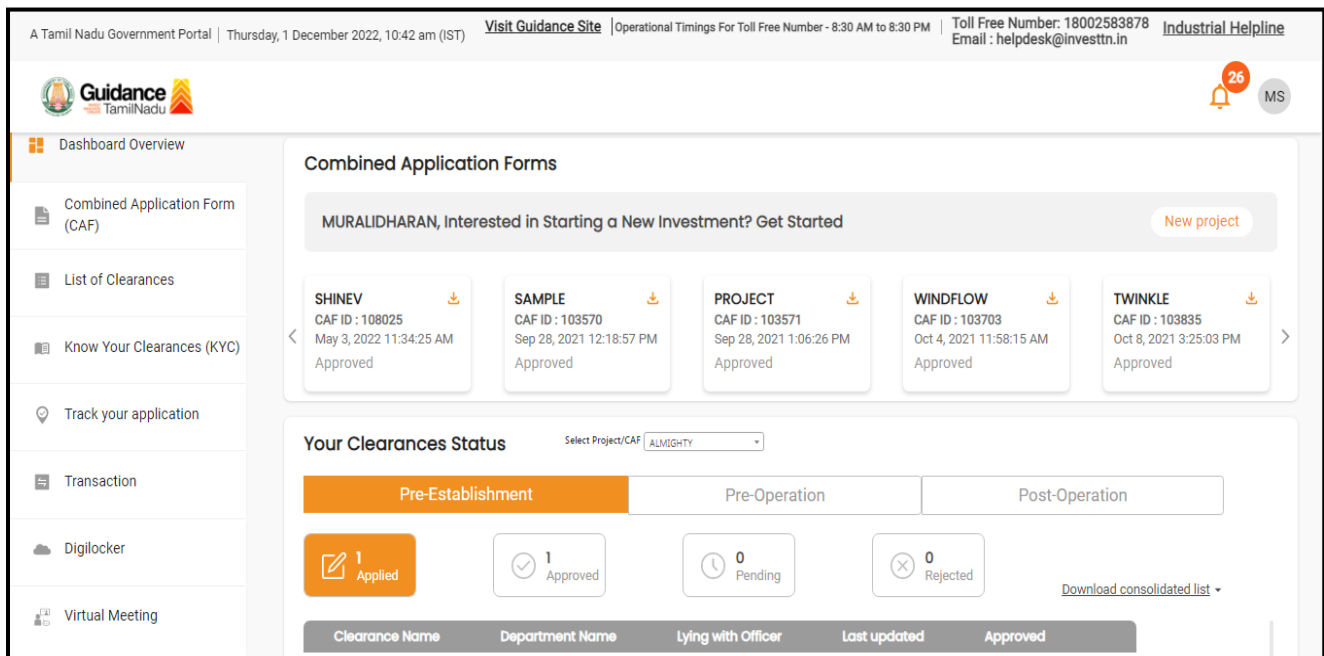 A Tamil Nadu Government Portal | Thursday, 1 December 2022, 10:42 am (IST)
Visit Guidance Site | Operational Timings For Toll Free Number - 8:30 AM to 8:30 PM |
Toll Free Number: 18002583878
Email : helpdesk@investtn.in
Industrial Helpline
Guidance
TamilNadu
26
MS
Dashboard Overview
Combined Application Form
(CAF)
List of Clearances
Know Your Clearances (KYC)
Track your application
Transaction
Digilocker
Virtual Meeting
Combined Application Forms
MURALIDHARAN, Interested in Starting a New Investment? Get Started
New project
SHINEV
CAF ID : 108025
May 3, 2022 11:34:25 AM
Approved
SAMPLE
CAF ID : 103570
Sep 28, 2021 12:18:57 PM
Approved
PROJECT
CAF ID : 103571
Sep 28, 2021 1:06:26 PM
Approved
WINDFLOW
CAF ID : 103703
Oct 4, 2021 11:58:15 AM
Approved
TWINKLE
CAF ID : 103835
Oct 8, 2021 3:25:03 PM
Approved
Your Clearances Status
Select Project/CAF ALMIGHTY
Pre-Establishment
Pre-Operation
Post-Operation
1
Applied
1
Approved
0
Pending
0
Rejected
Download consolidated list
Clearance Name Department Name Lying with Officer Last updated Approved